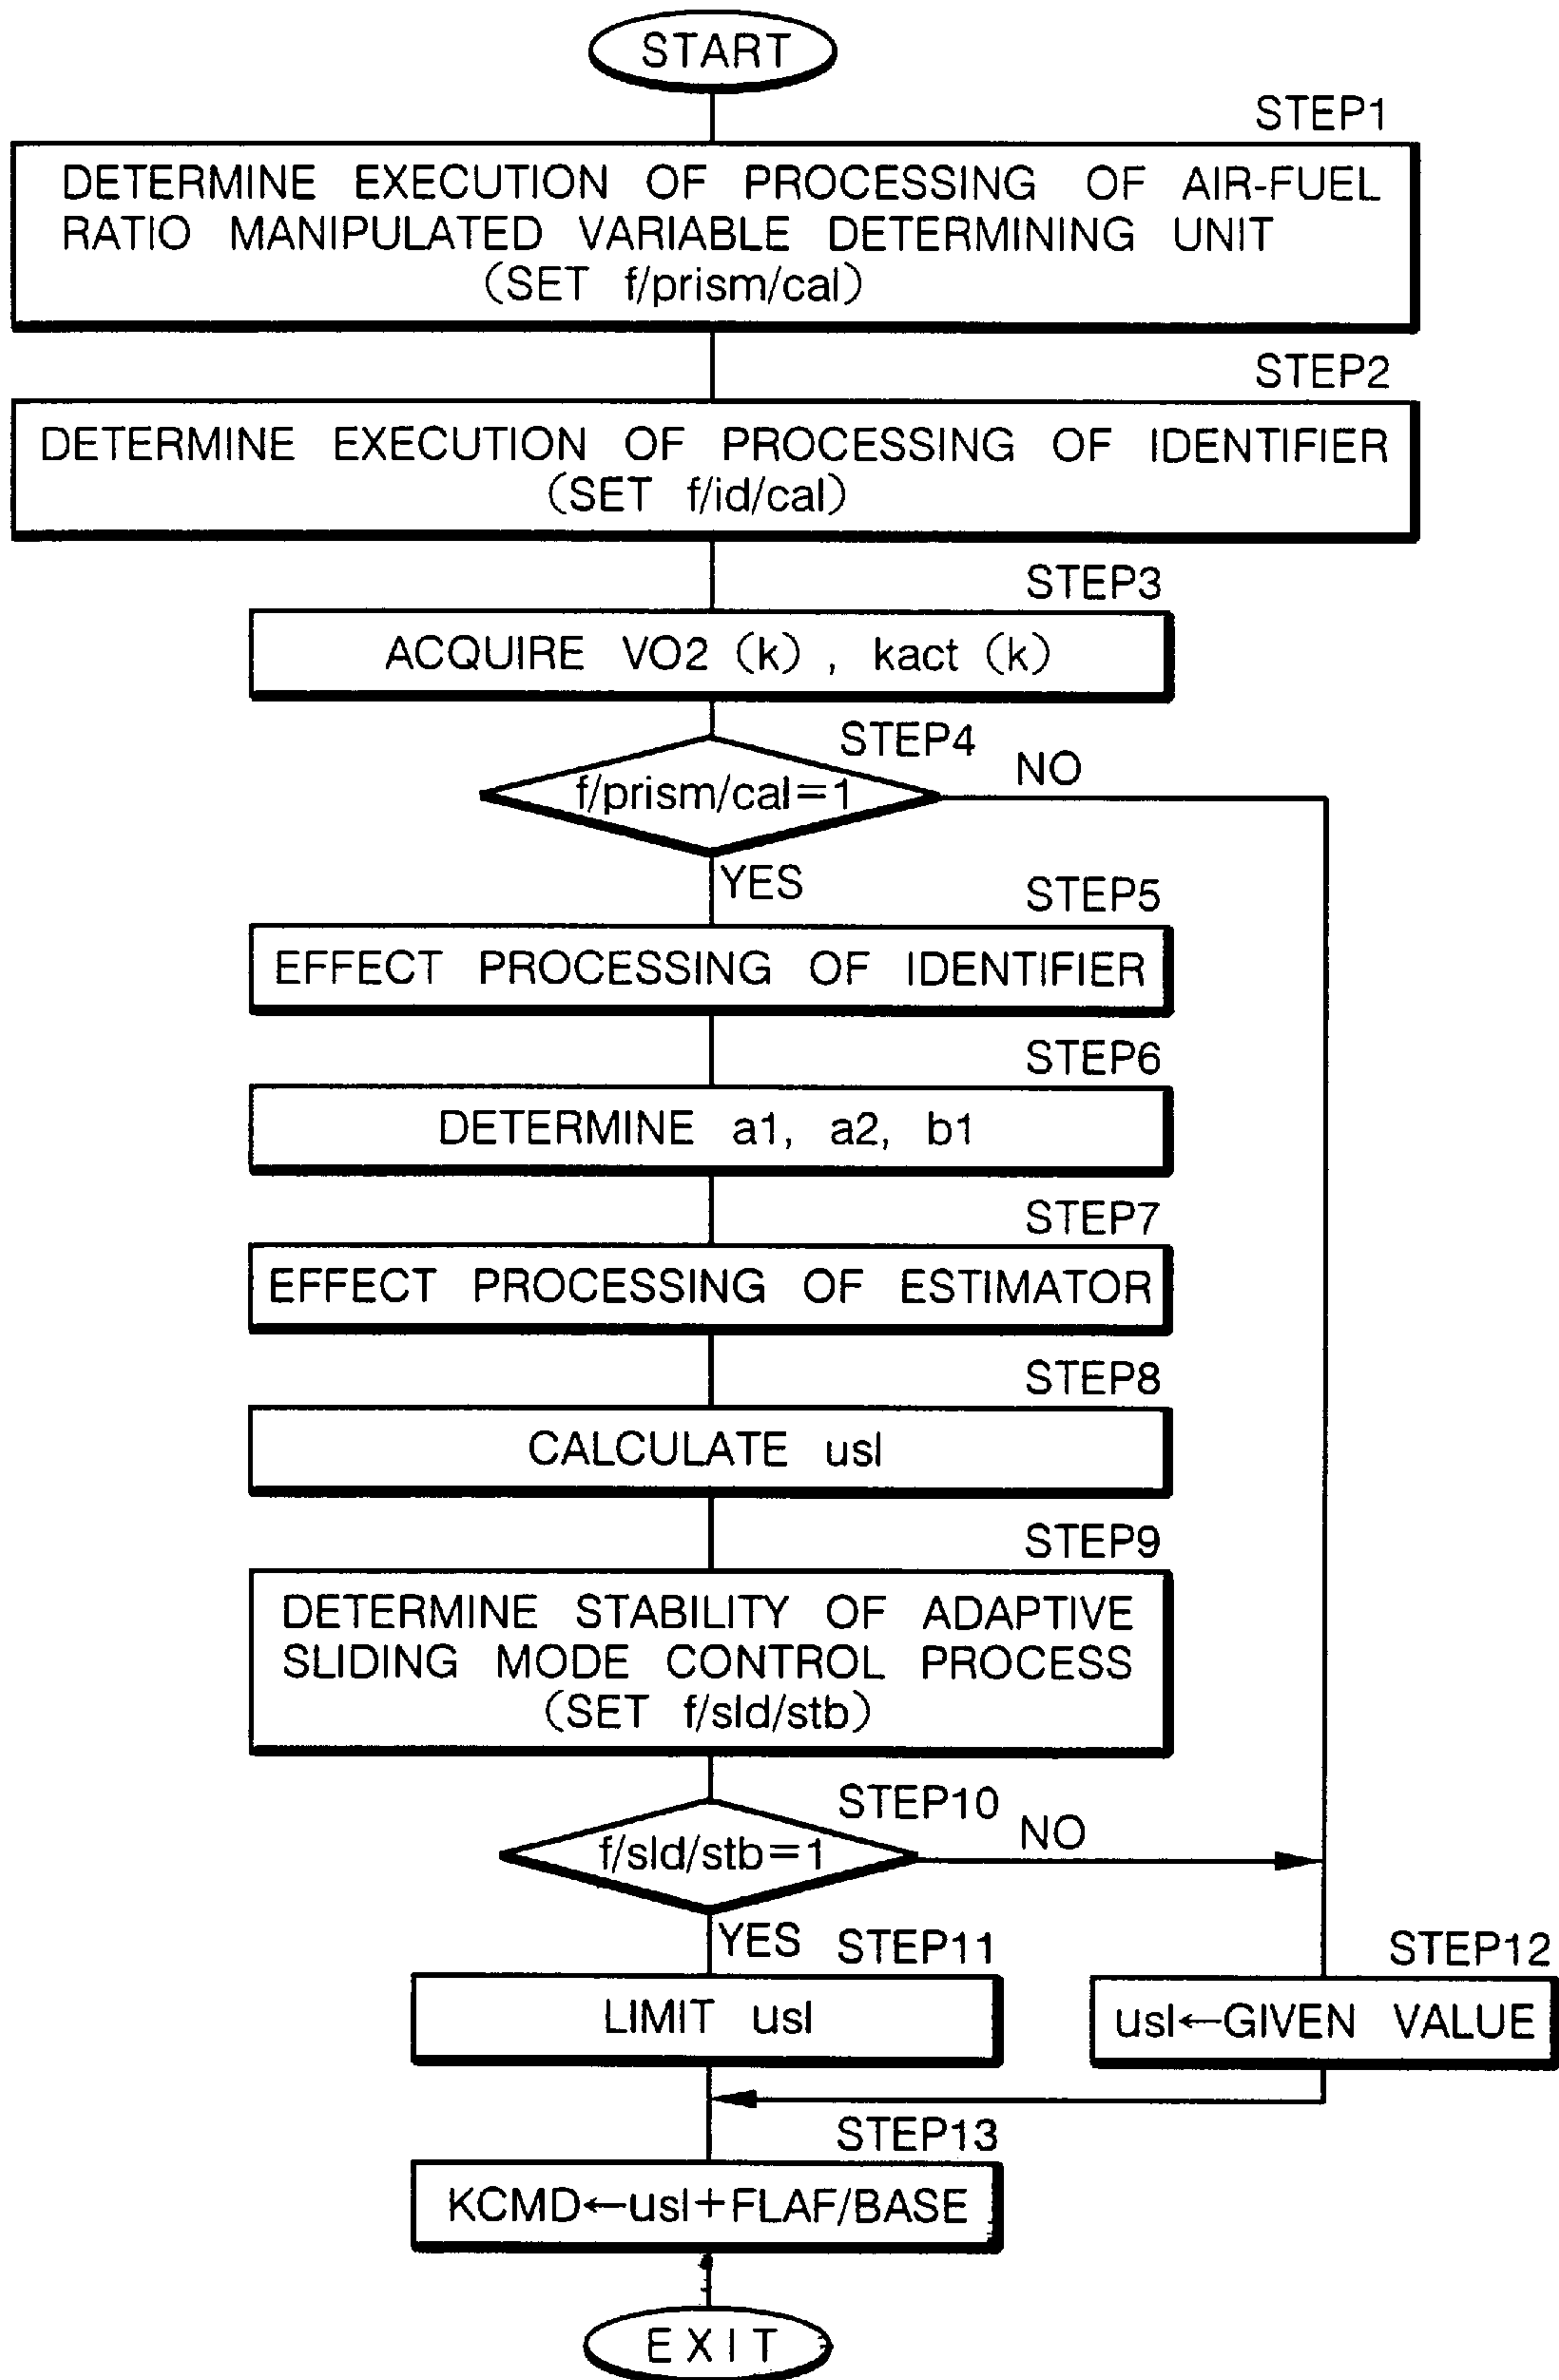 START
STEP1
DETERMINE EXECUTION OF PROCESSING OF AIR-FUEL
RATIO MANIPULATED VARIABLE DETERMINING UNIT
(SET f/prism/cal)
STEP2
DETERMINE EXECUTION OF PROCESSING OF IDENTIFIER
(SET f/id/cal)
STEP3
ACQUIRE VO2 (k) , kact (k)
STEP4
f/prism/cal=1
NO
YES
STEP5
EFFECT PROCESSING OF IDENTIFIER
STEP6
DETERMINE a1, a2, b1
STEP7
EFFECT PROCESSING OF ESTIMATOR
STEP8
CALCULATE usl
STEP9
DETERMINE STABILITY OF ADAPTIVE
SLIDING MODE CONTROL PROCESS
(SET f/sld/stb)
STEP10
f/sld/stb=1
NO
YES
STEP11
LIMIT usl
STEP12
usl←GIVEN VALUE
STEP13
KCMD←usl+FLAF/BASE
EXIT